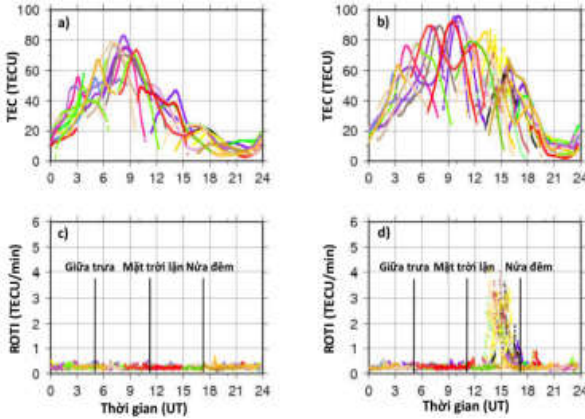 a)
b)
TEC (TECU)
100
80
60
40
20
0
0 3 6 9 12 15 18 21 24
TEC (TECU)
100
80
60
40
20
0
0 3 6 9 12 15 18 21 24
c)
d)
ROTI (TECU/min)
6
5
4
3
2
1
0
Giữa trưa Mặt trời lặn Nửa đêm
0 3 6 9 12 15 18 21 24
Thời gian (UT)
ROTI (TECU/min)
6
5
4
3
2
1
0
Giữa trưa Mặt trời lặn Nửa đêm
0 3 6 9 12 15 18 21 24
Thời gian (UT)